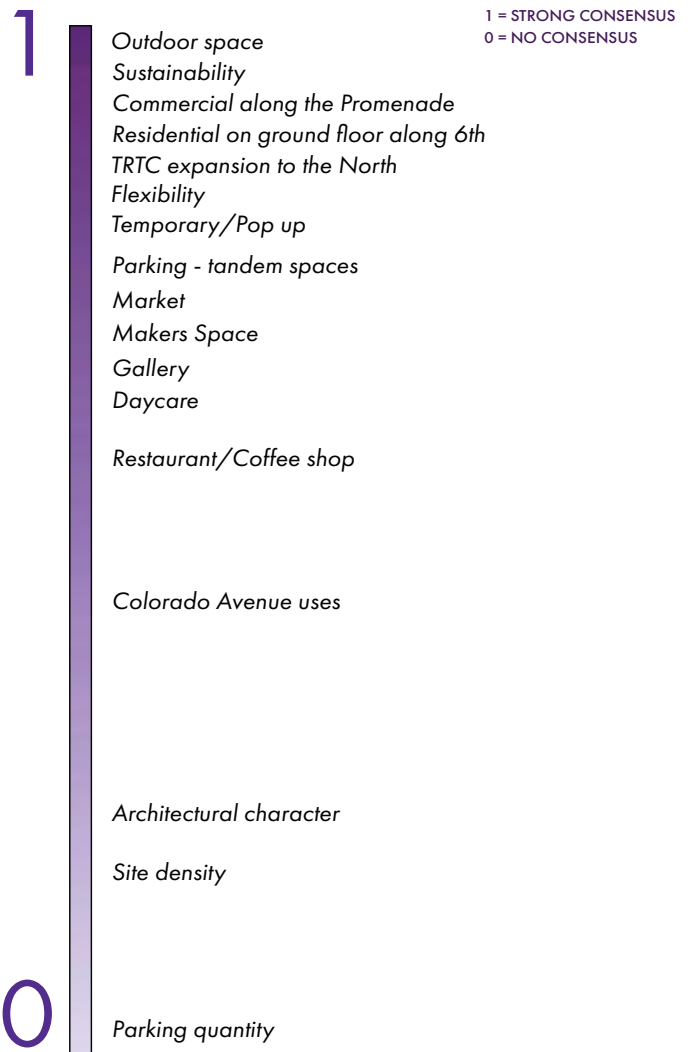 1
1 = STRONG CONSENSUS
0 = NO CONSENSUS
Outdoor space
Sustainability
Commercial along the Promenade
Residential on ground floor along 6th
TRTC expansion to the North
Flexibility
Temporary/Pop up
Parking - tandem spaces
Market
Makers Space
Gallery
Daycare
Restaurant/Coffee shop
Colorado Avenue uses
Architectural character
Site density
0
Parking quantity